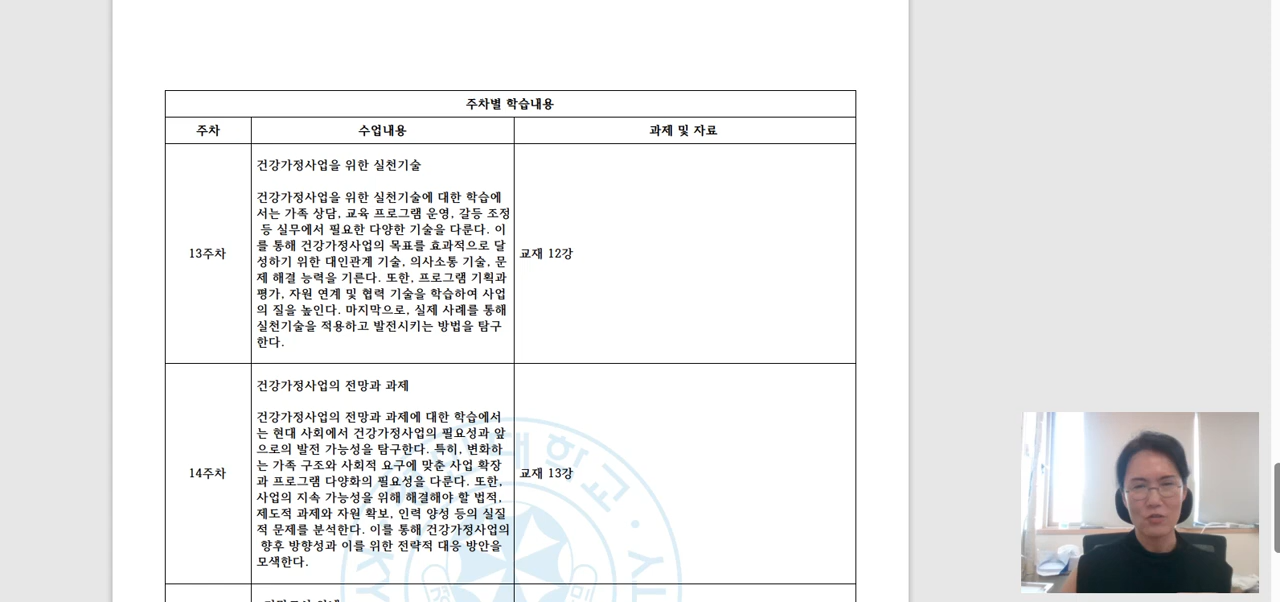 주차별 학습내용
주차 수업내용 과제 및 자료
건강가정사업을 위한 실천기술
건강가정사업을 위한 실천기술에 대한 학습에
서는 가족 상담, 교육 프로그램 운영, 갈등 조정
등 실무에서 필요한 다양한 기술을 다룬다. 이
를 통해 건강가정사업의 목표를 효과적으로 달
성하기 위한 대인관계 기술, 의사소통 기술, 문
13주차
교재 12강
제 해결 능력을 기른다. 또한, 프로그램 기획과
평가, 자원 연계 및 협력 기술을 학습하여 사업
의 질을 높인다. 마지막으로, 실제 사례를 통해
실천기술을 적용하고 발전시키는 방법을 탐구
한다.
건강가정사업의 전망과 과제
건강가정사업의 전망과 과제에 대한 학습에서
는 현대 사회에서 건강가정사업의 필요성과 앞
으로의 발전 가능성을 탐구한다. 특히, 변화하
는 가족 구조와 사회적 요구에 맞춘 사업 확장
14주차
교재 13강
과 프로그램 다양화의 필요성을 다룬다. 또한,
사업의 지속 가능성을 위해 해결해야 할 법적,
제도적 과제와 자원 확보, 인력 양성 등의 실질
적 문제를 분석한다. 이를 통해 건강가정사업의
향후 방향성과 이를 위한 전략적 대응 방안을
모색한다.
대학교